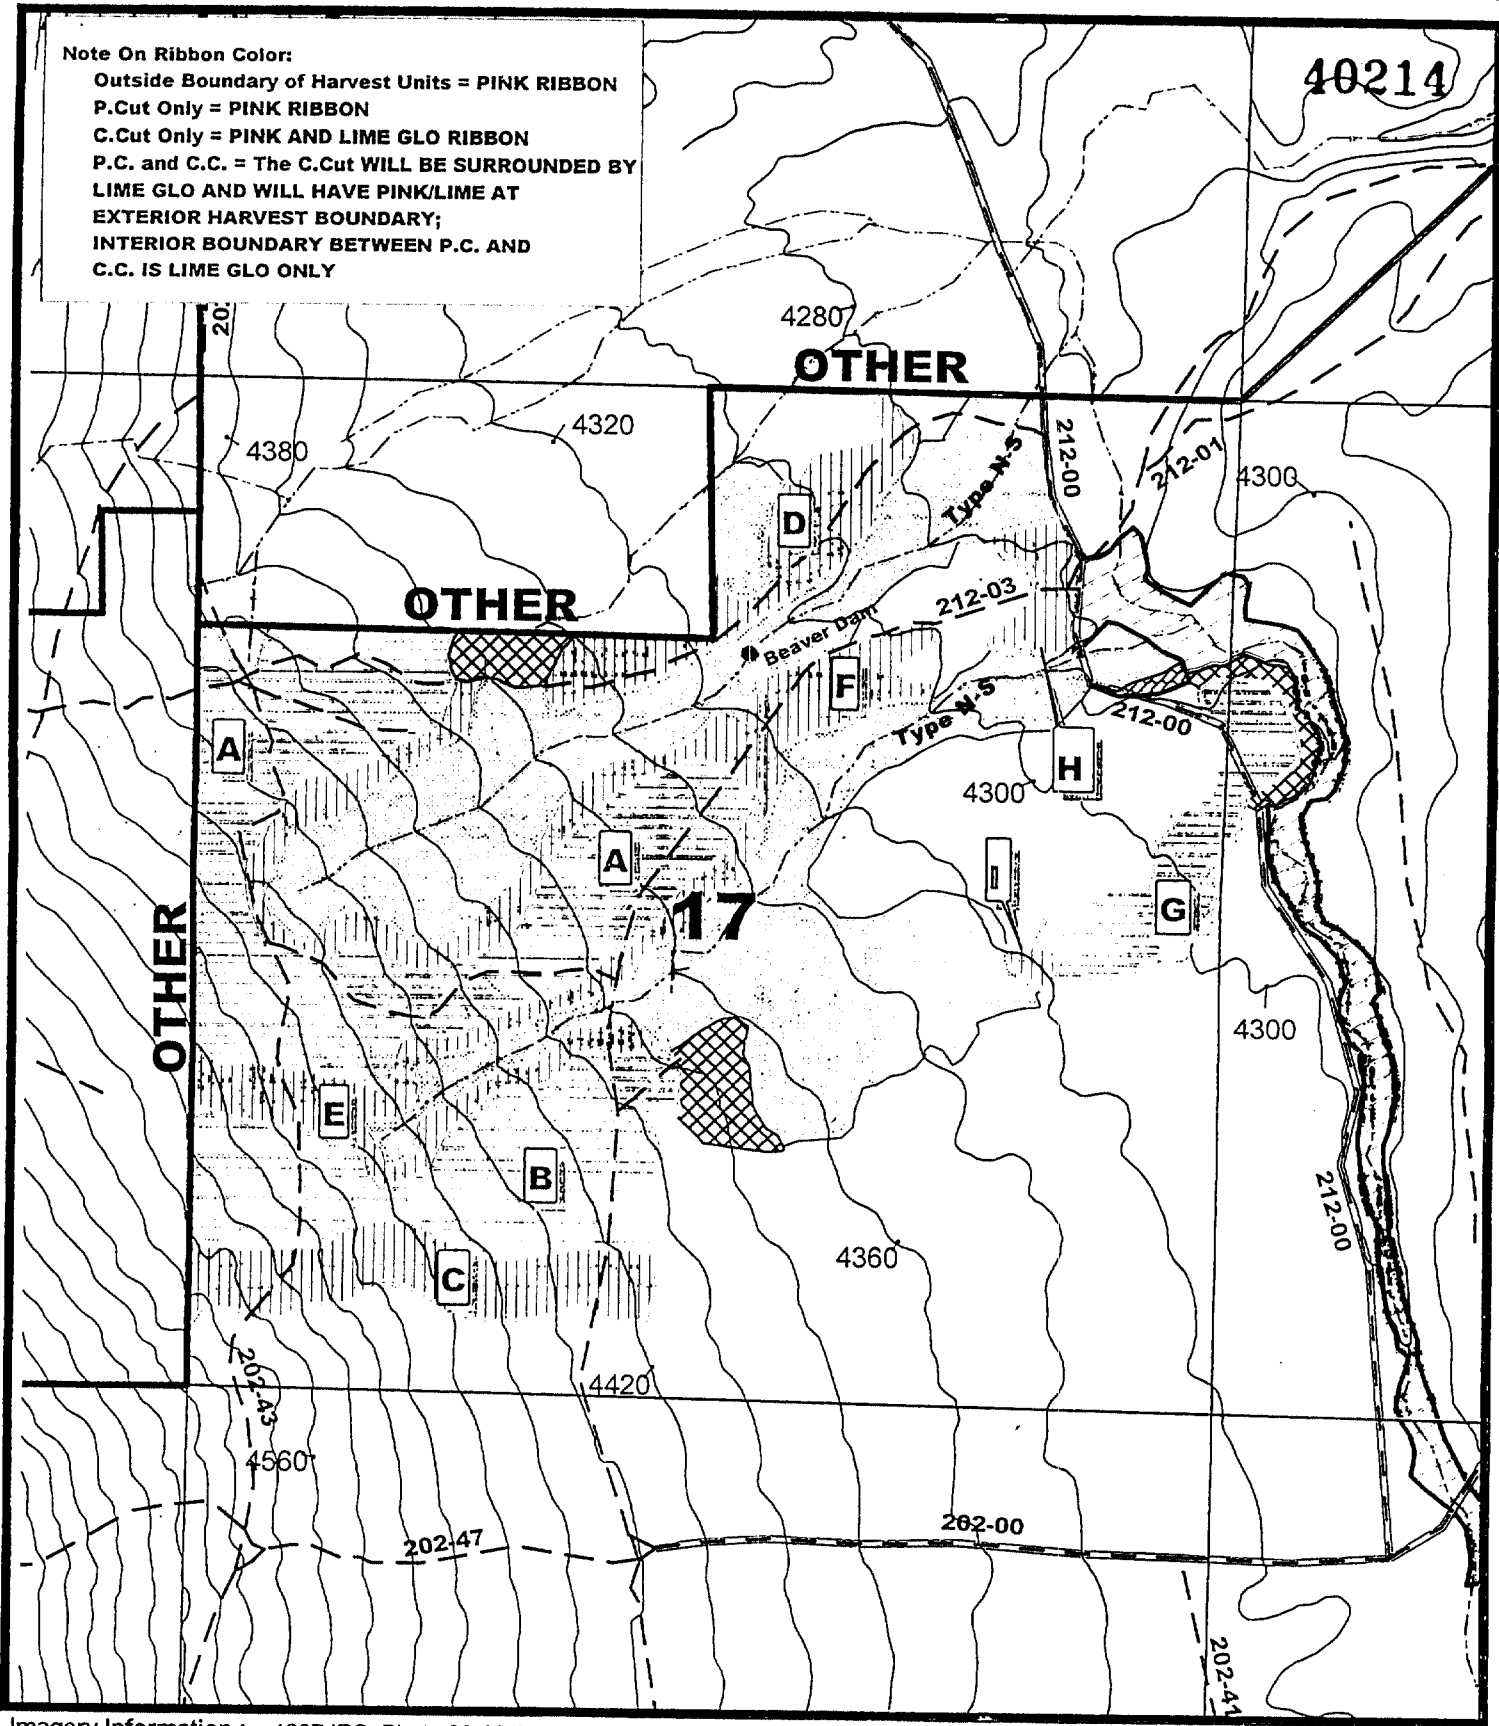 Note On Ribbon Color:
Outside Boundary of Harvest Units = PINK RIBBON
P.Cut Only = PINK RIBBON
C.Cut Only = PINK AND LIME GLO RIBBON
P.C. and C.C. = The C.Cut WILL BE SURROUNDED BY
LIME GLO AND WILL HAVE PINK/LIME AT
EXTERIOR HARVEST BOUNDARY;
INTERIOR BOUNDARY BETWEEN P.C. AND
C.C. IS LIME GLO ONLY
40214
20
4280
OTHER
4320
4380
212-00
212-01
4300
Type N-5
D
OTHER
212-03
Beaver Dam
F
Type N-5
212-00
A
H
4300
A
I
17
G
OTHER
4300
E
B
212-00
4360
C
4420
202-43
4560
202-47
202-00
202-41
Imagery Information :